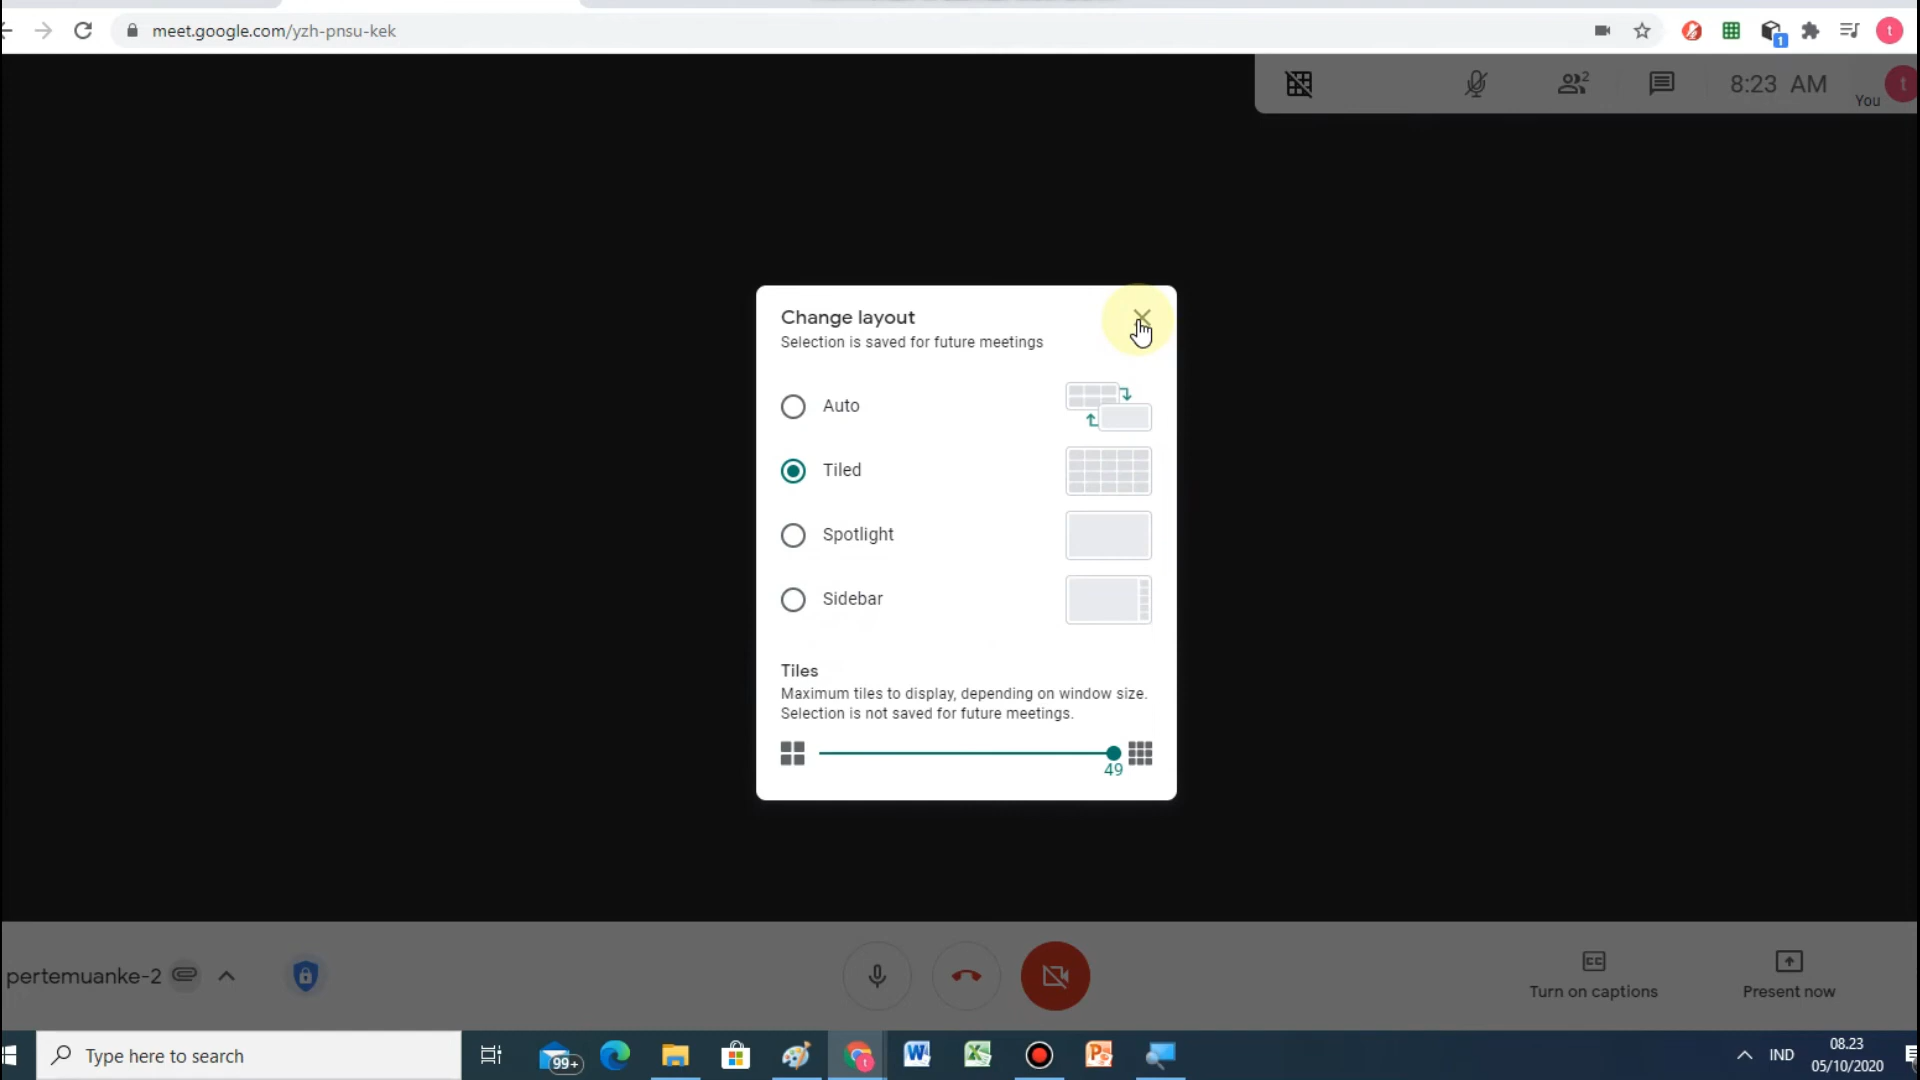 meet.google.com/yzh-pnsu-kek
1
t
2
8:23 AM
You
t
Change layout
Selection is saved for future meetings
Auto
Tiled
Spotlight
Sidebar
Tiles
Maximum tiles to display, depending on window size.
Selection is not saved for future meetings.
49
pertemuanke-2
CC
Turn on captions
Present now
Type here to search
99+
t
W
X
P
IND
08.23
05/10/2020